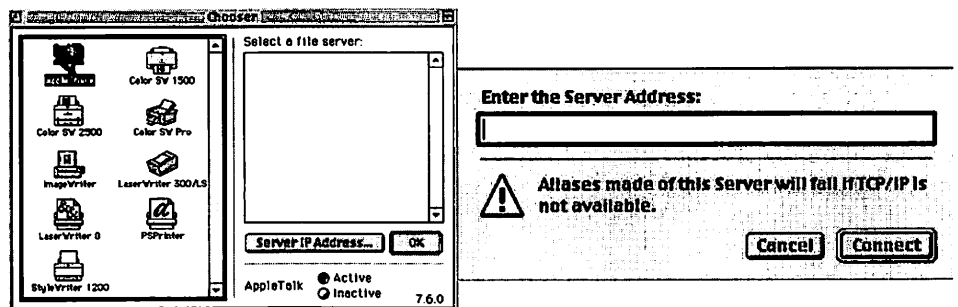 Chooser
Select a file server:
Color SW 1500
Color SW 2500
Color SW Pro
ImageWriter
LaserWriter 300/LS
LaserWriter 8
PSPrinter
StyleWriter 1200
Server IP Address...
OK
AppleTalk
Active
Inactive
7.6.0
Enter the Server Address:
Aliases made of this Server will fail if TCP/IP is
not available.
Cancel
Connect